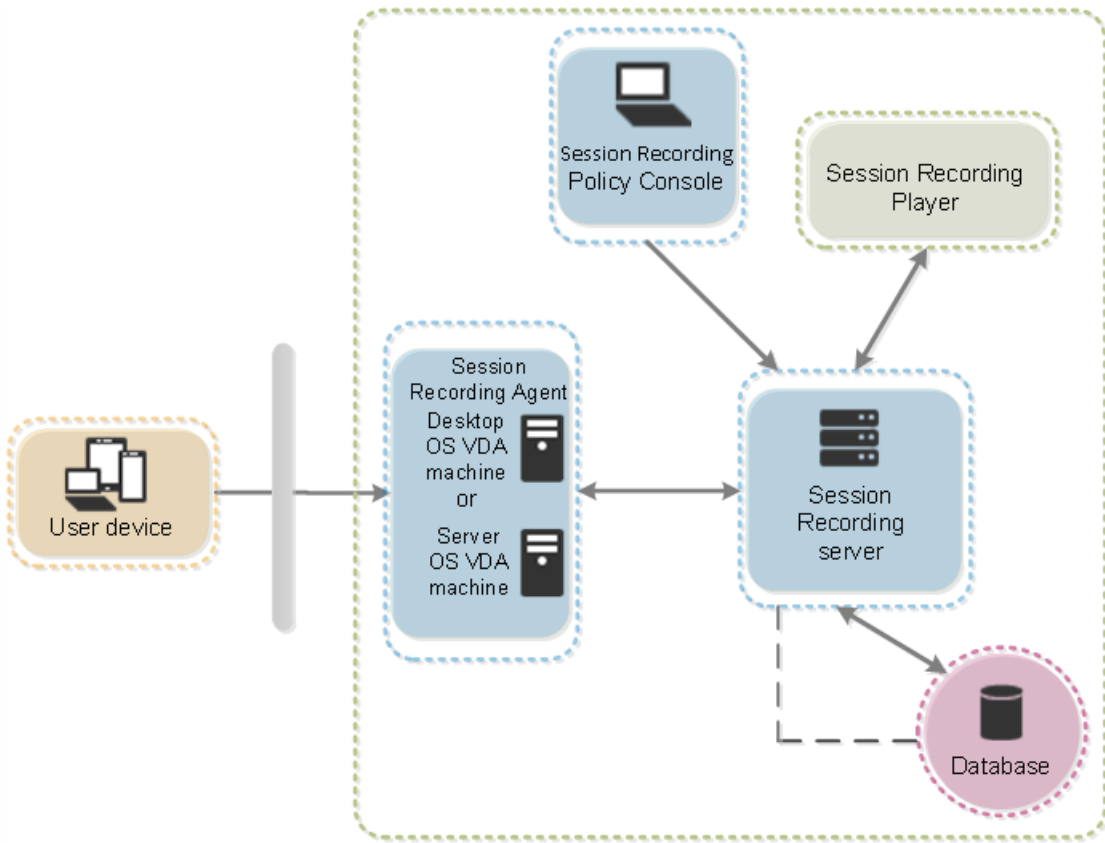 Session Recording
Policy Console
Session Recording
Player
Session
Recording Agent
Desktop
OS VDA
machine
or
Server
OS VDA
machine
User device
Session
Recording
server
Database